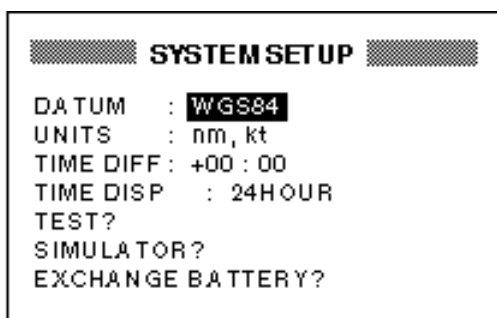 SYSTEM SETUP
DATUM : WGS84
UNITS : nm, kt
TIME DIFF : +00 : 00
TIME DISP : 24HOUR
TEST?
SIMULATOR?
EXCHANGE BATTERY?